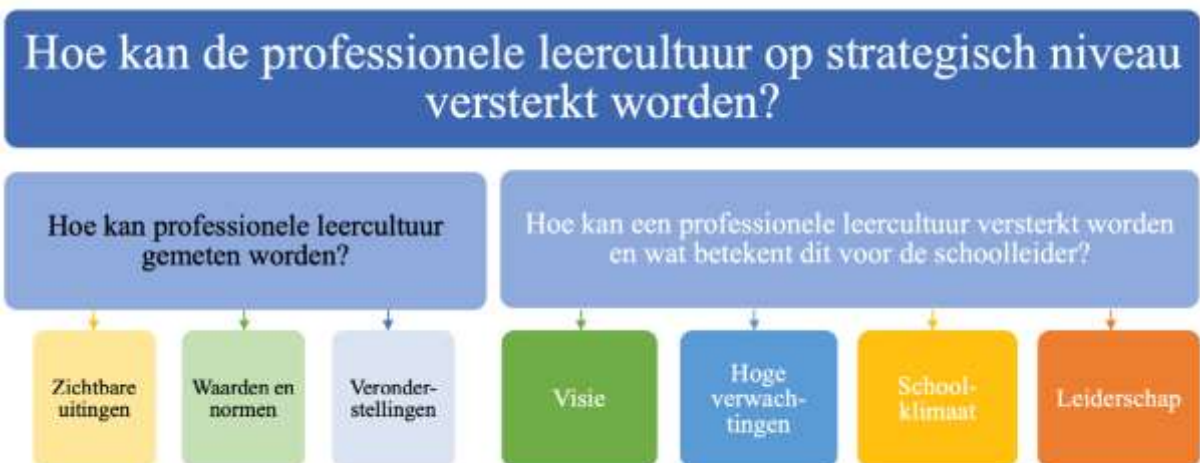 Hoe kan de professionele leercultuur op strategisch niveau
versterkt worden?
Hoe kan professionele leercultuur
gemeten worden?
Hoe kan een professionele leercultuur versterkt worden
en wat betekent dit voor de schoolleider?
Zichtbare
uitingen
Waarden en
normen
Veronder-
stellingen
Visie
Hoge
verwach-
tingen
School-
klimaat
Leiderschap